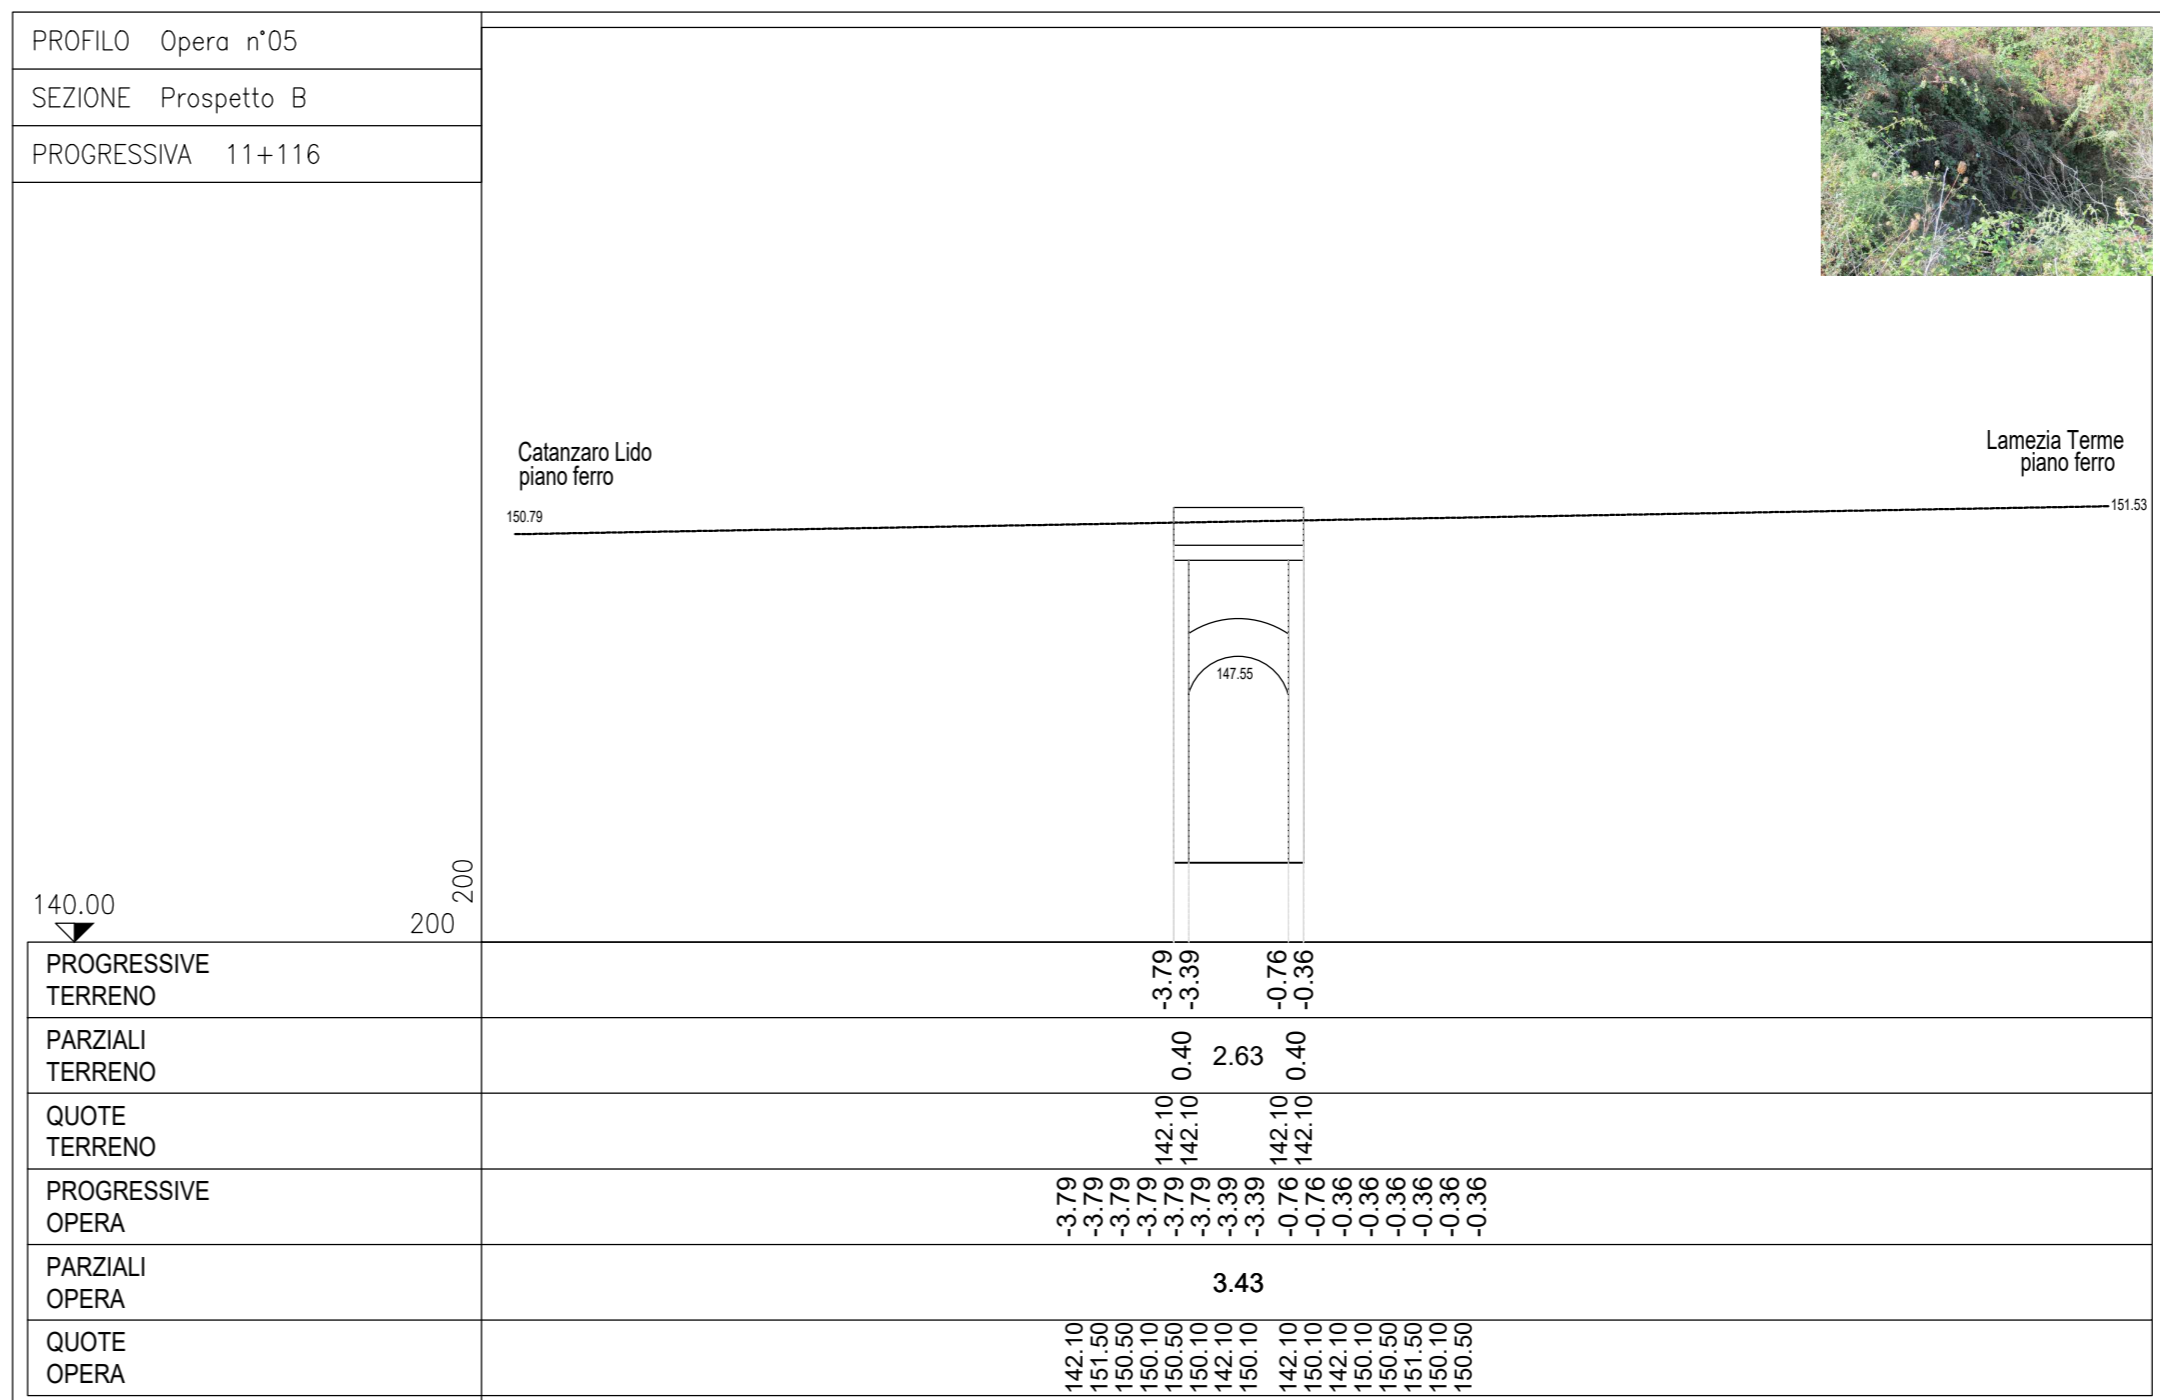 PROFILO Opera n°05
SEZIONE Prospetto B
PROGRESSIVA 11+116
Catanzaro Lido
piano ferro
150.79
Lamezia Terme
piano ferro
151.53
147.55
140.00
200
200
PROGRESSIVE
TERRENO
-3.79 -3.39 -0.76 -0.36
PARZIALI
TERRENO
0.40 2.63 0.40
QUOTE
TERRENO
142.10 142.10 142.10 142.10
PROGRESSIVE
OPERA
-3.79 -3.79 -3.79 -3.79 -3.79 -3.79 -3.39 -3.39 -0.76 -0.76 -0.36 -0.36 -0.36 -0.36 -0.36 -0.36
PARZIALI
OPERA
3.43
QUOTE
OPERA
142.10 151.50 150.50 150.10 150.50 150.10 142.10 150.10 142.10 150.10 142.10 150.10 150.50 151.50 150.10 150.50